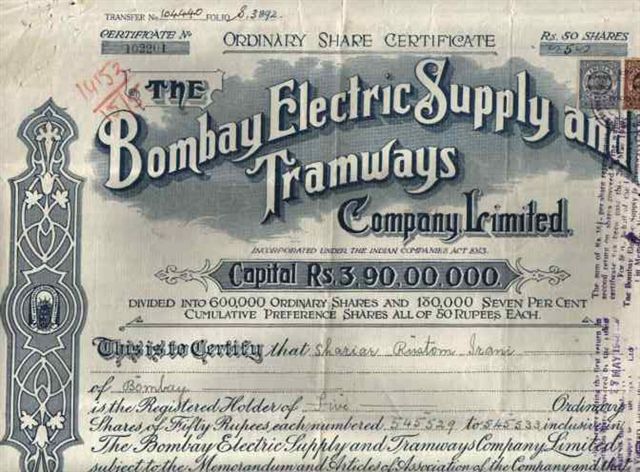 TRANSFER No. 104440 FOLIO S. 3892.
CERTIFICATE No
102201
ORDINARY SHARE CERTIFICATE
Rs. 50 SHARES
THE
Bombay Electric Supply and
Tramways
Company, Limited.
INCORPORATED UNDER THE INDIAN COMPANIES ACT 1913.
Capital Rs. 3,90,00,000.
DIVIDED INTO 600,000 ORDINARY SHARES AND 180,000 SEVEN PER CENT
CUMULATIVE PREFERENCE SHARES ALL OF 50 RUPEES EACH.
This is to Certify that Shariar Rustom Irani
of Bombay
is the Registered Holder of Five Ordinary
Shares of Fifty Rupees each numbered 545529 to 545533 inclusive in
The Bombay Electric Supply and Tramways Company Limited
subject to the Memorandum and Articles of Association of the Company and the